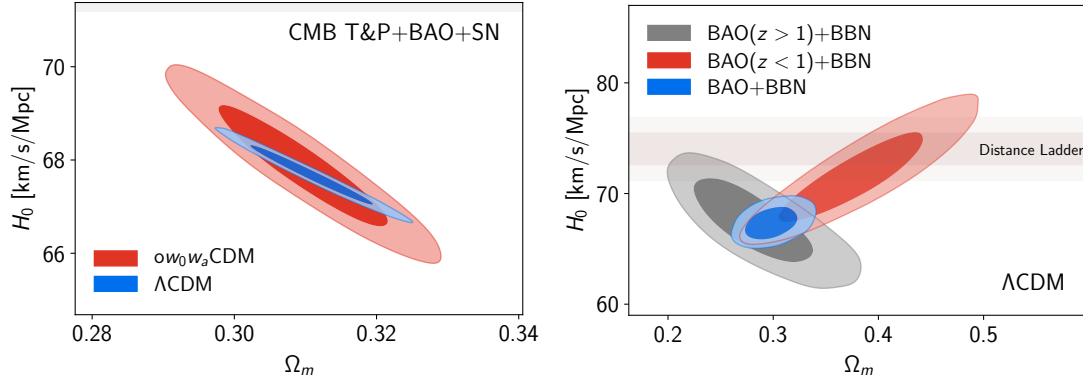 CMB T&P+BAO+SN
70
68
66
H₀ [km/s/Mpc]
ow₀wₐCDM
ΛCDM
0.28
0.30
0.32
0.34
Ωₘ
BAO(z > 1)+BBN
BAO(z < 1)+BBN
BAO+BBN
80
70
60
H₀ [km/s/Mpc]
Distance Ladder
ΛCDM
0.2
0.3
0.4
0.5
Ωₘ